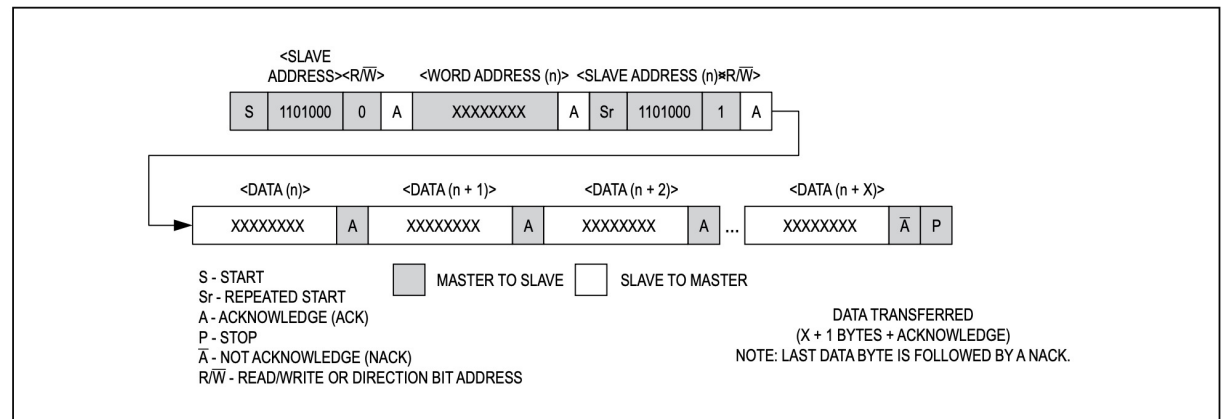 <SLAVE
ADDRESS><R/W̅> <WORD ADDRESS (n)> <SLAVE ADDRESS (n)><R/W̅>
S 1101000 0 A XXXXXXXX A Sr 1101000 1 A
<DATA (n)> <DATA (n + 1)> <DATA (n + 2)> <DATA (n + X)>
XXXXXXXX A XXXXXXXX A XXXXXXXX A ... XXXXXXXX A̅ P
S - START
Sr - REPEATED START
A - ACKNOWLEDGE (ACK)
P - STOP
A̅ - NOT ACKNOWLEDGE (NACK)
R/W̅ - READ/WRITE OR DIRECTION BIT ADDRESS
MASTER TO SLAVE SLAVE TO MASTER
DATA TRANSFERRED
(X + 1 BYTES + ACKNOWLEDGE)
NOTE: LAST DATA BYTE IS FOLLOWED BY A NACK.